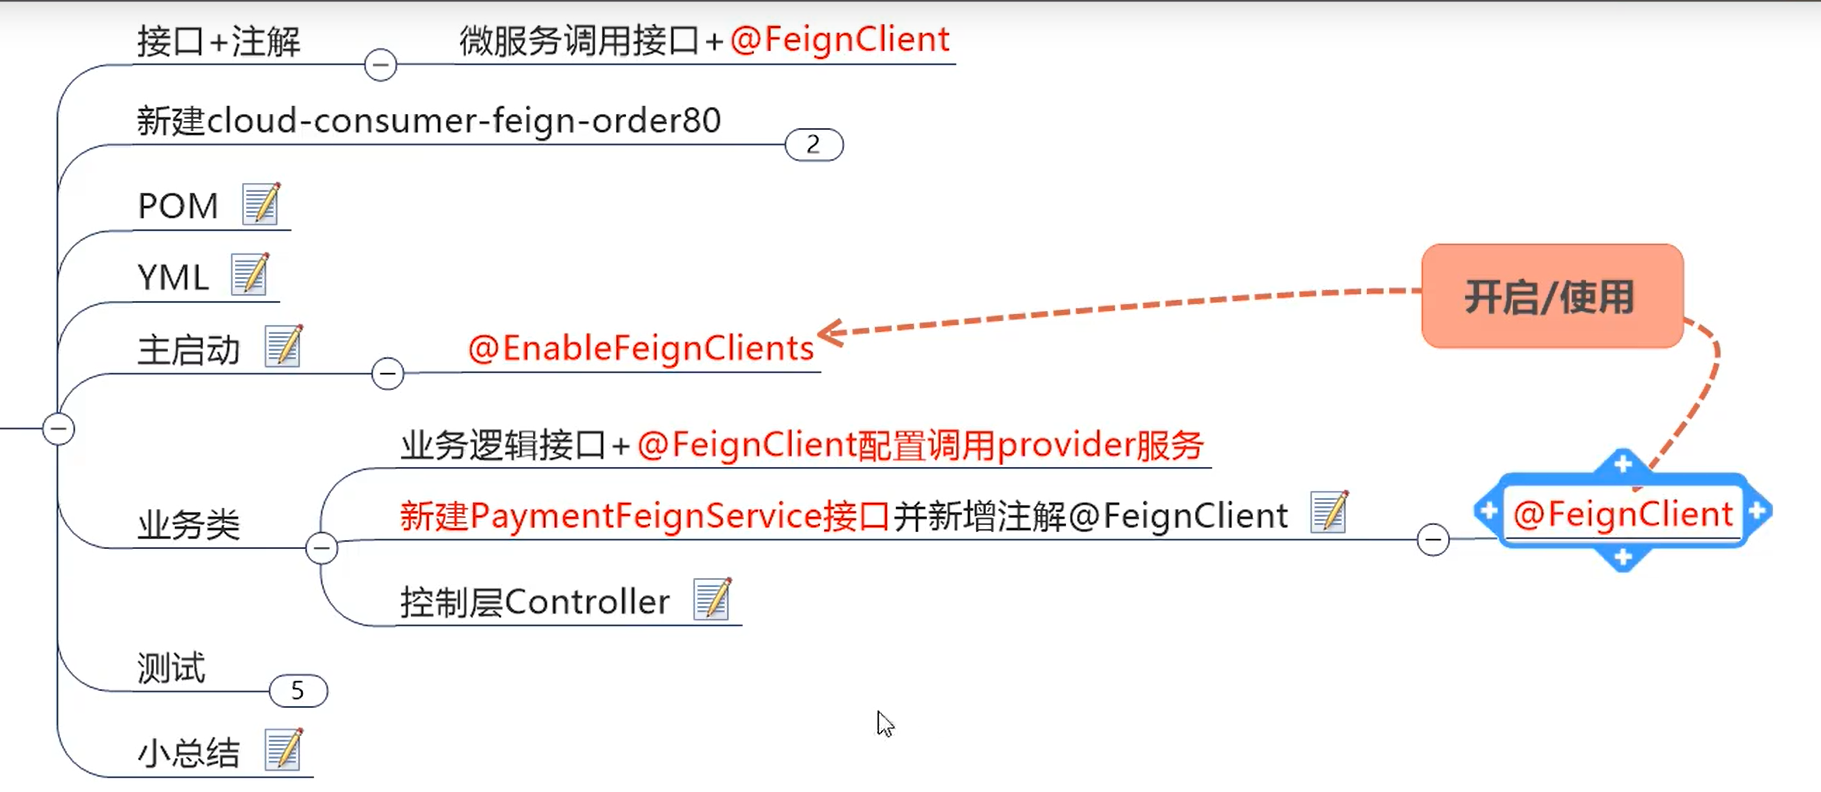 接口+注解
微服务调用接口+@FeignClient
新建cloud-consumer-feign-order80
2
POM
YML
开启/使用
主启动
@EnableFeignClients
业务逻辑接口+@FeignClient配置调用provider服务
业务类
新建PaymentFeignService接口并新增注解@FeignClient
@FeignClient
控制层Controller
测试
5
小总结